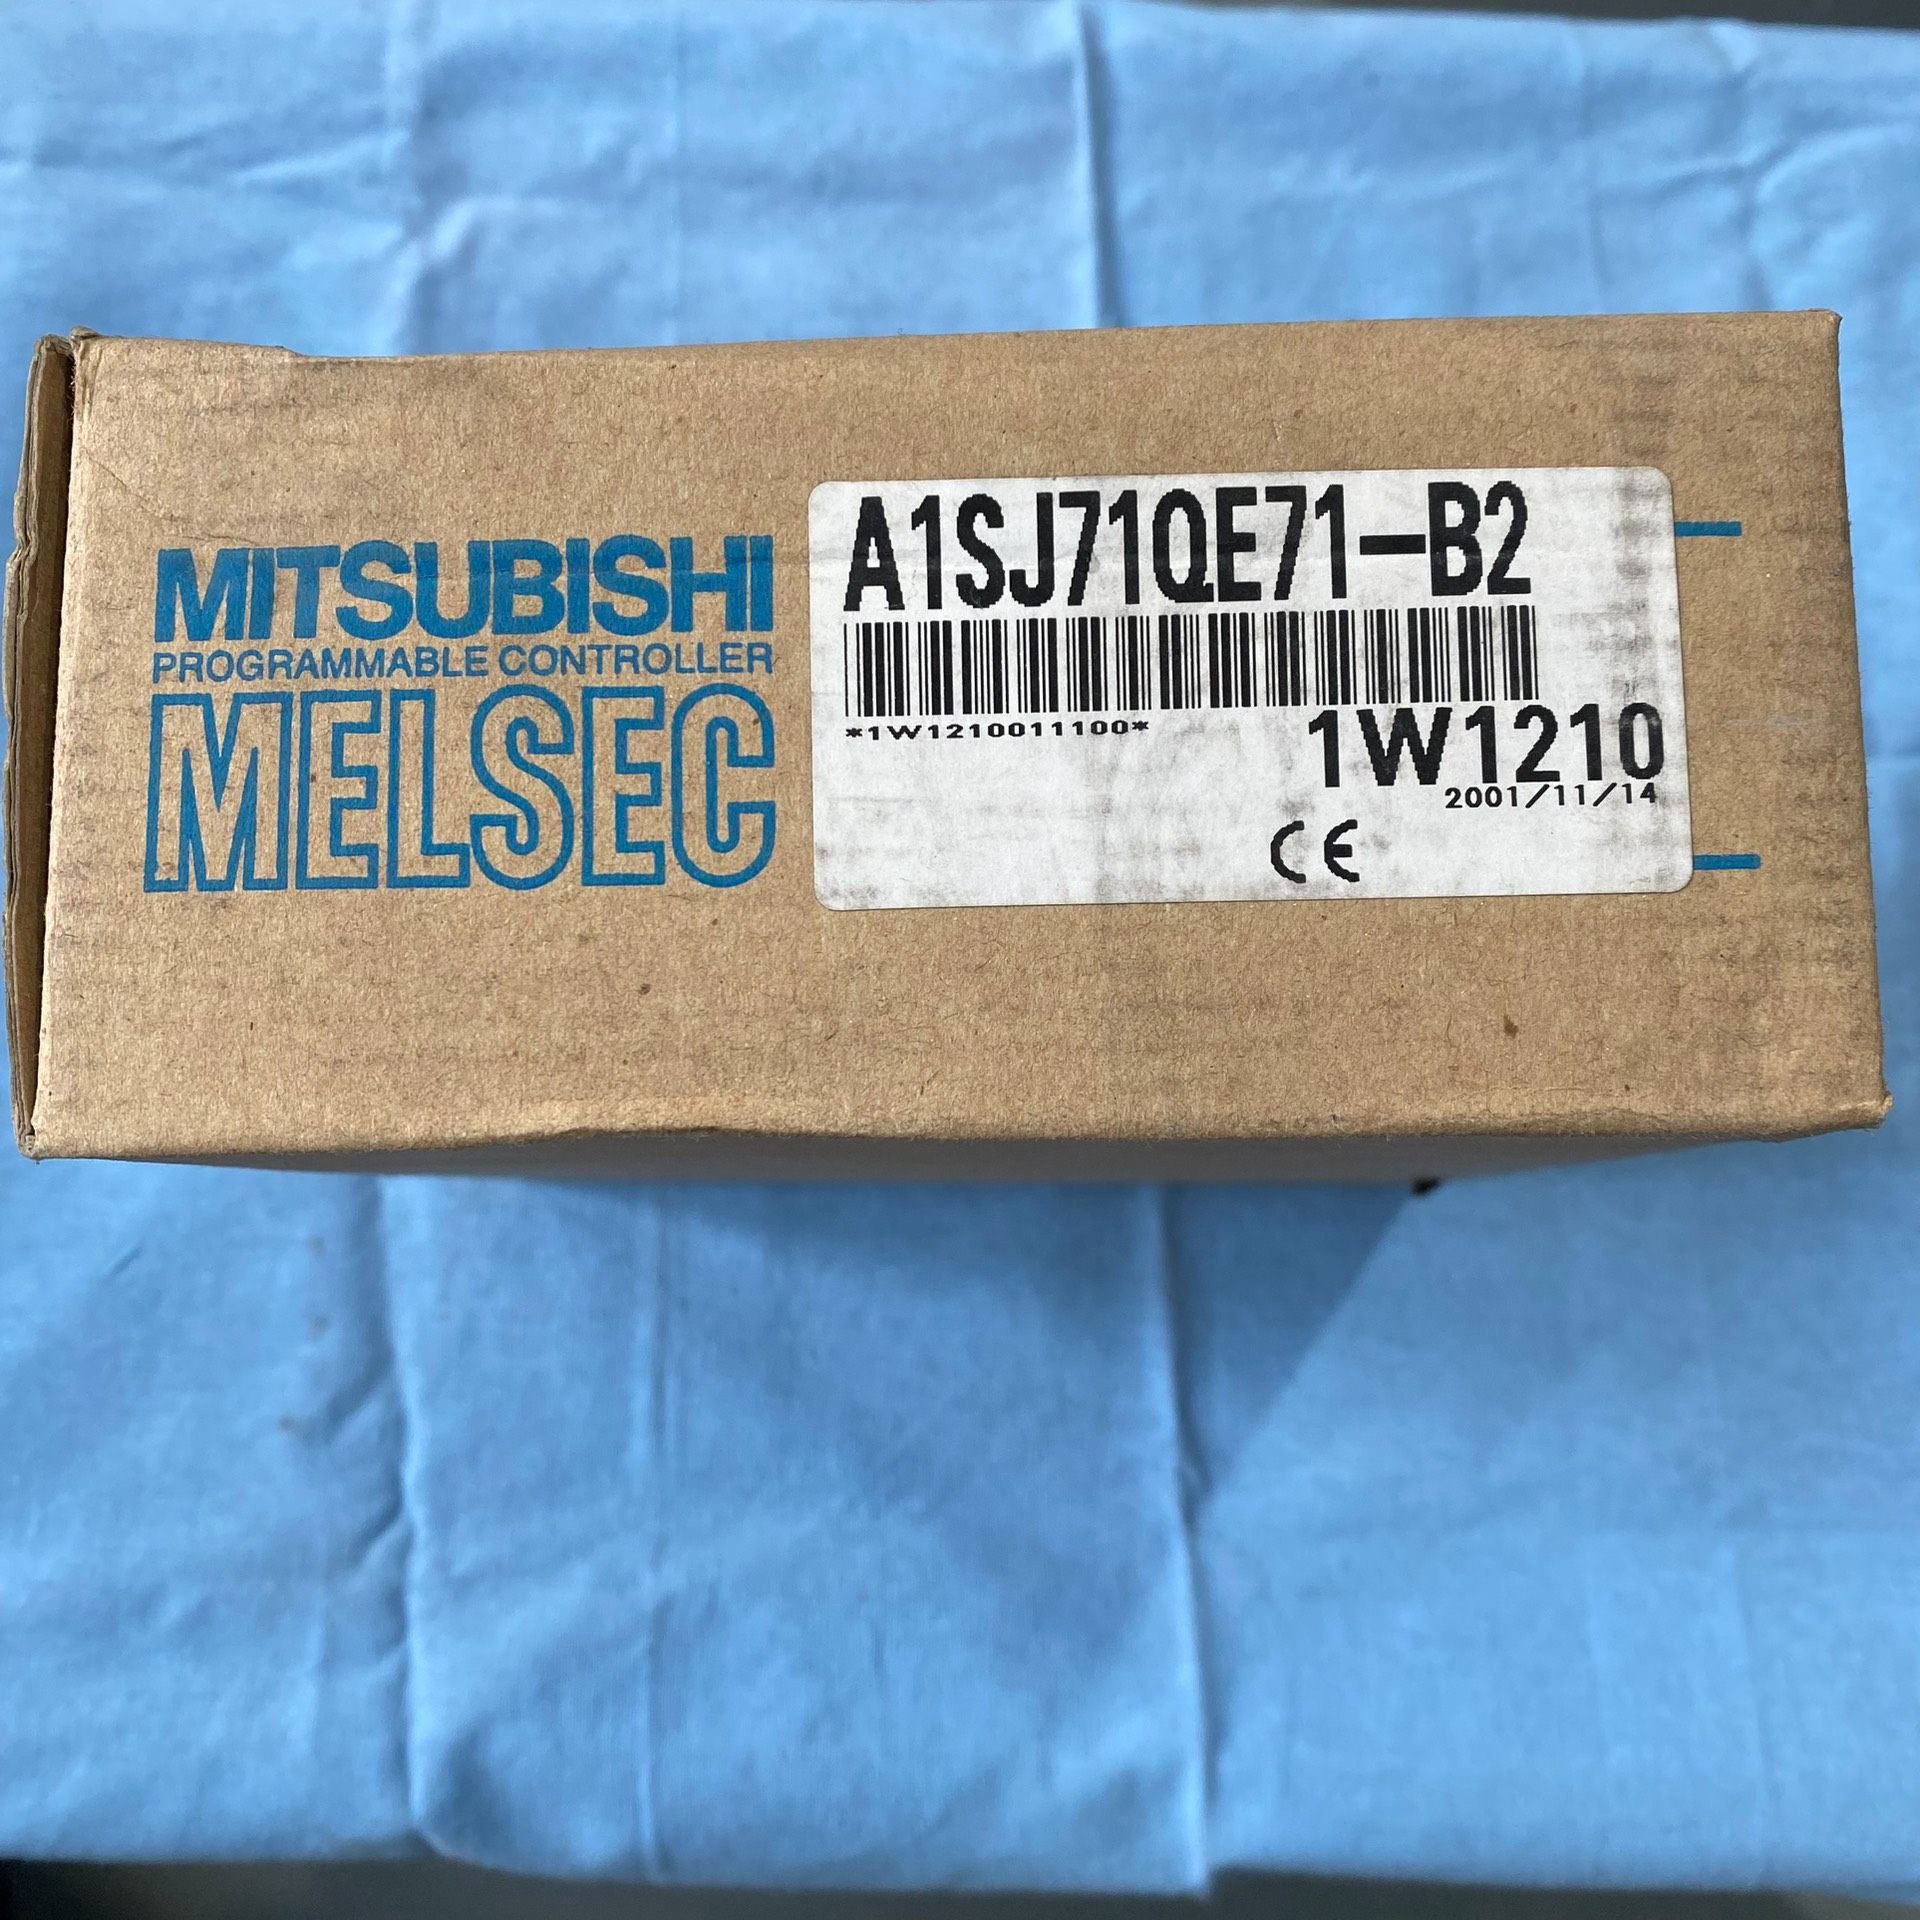 MITSUBISHI
PROGRAMMABLE CONTROLLER
MELSEC
A1SJ71QE71-B2
*1W1210011100*
1W1210
2001/11/14
CE